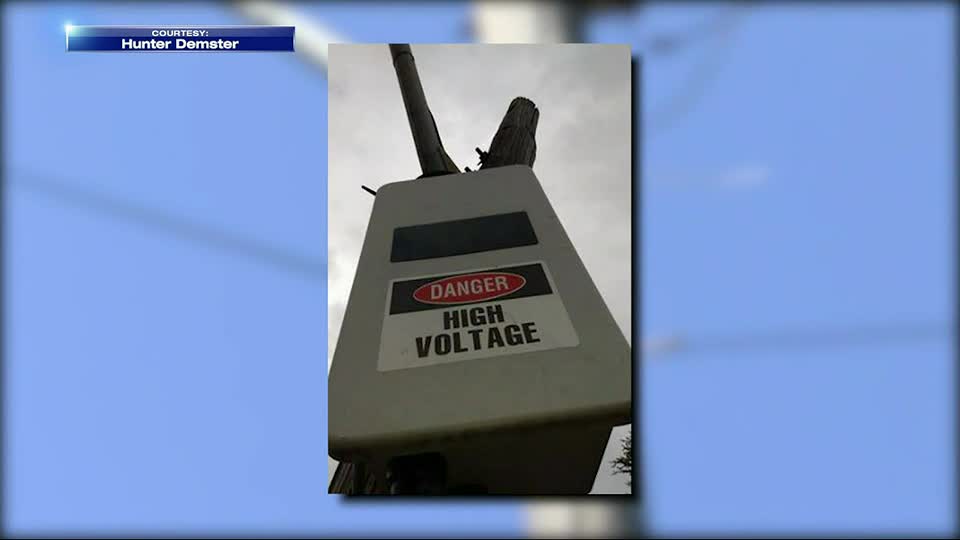 COURTESY:
Hunter Demster
DANGER
HIGH
VOLTAGE